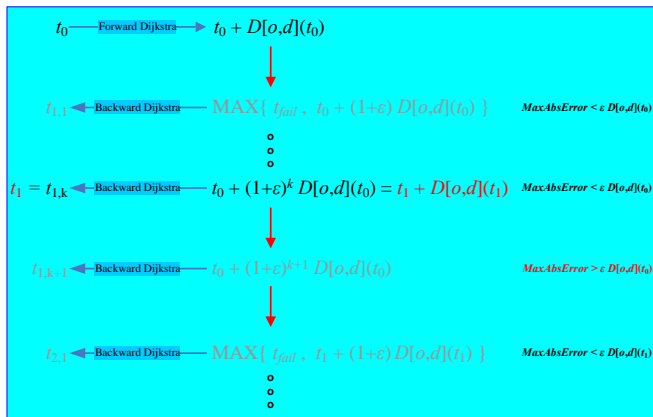 t₀ Forward Dijkstra t₀ + D[o,d](t₀)
t₁,₁ Backward Dijkstra MAX{ t_fail , t₀ + (1+ε) D[o,d](t₀) } MaxAbsError < ε D[o,d](t₀)
t₁ = t₁,k Backward Dijkstra t₀ + (1+ε)^k D[o,d](t₀) = t₁ + D[o,d](t₁) MaxAbsError < ε D[o,d](t₀)
t₁,k+1 Backward Dijkstra t₀ + (1+ε)^{k+1} D[o,d](t₀) MaxAbsError > ε D[o,d](t₀)
t₂,₁ Backward Dijkstra MAX{ t_fail , t₁ + (1+ε) D[o,d](t₁) } MaxAbsError < ε D[o,d](t₁)